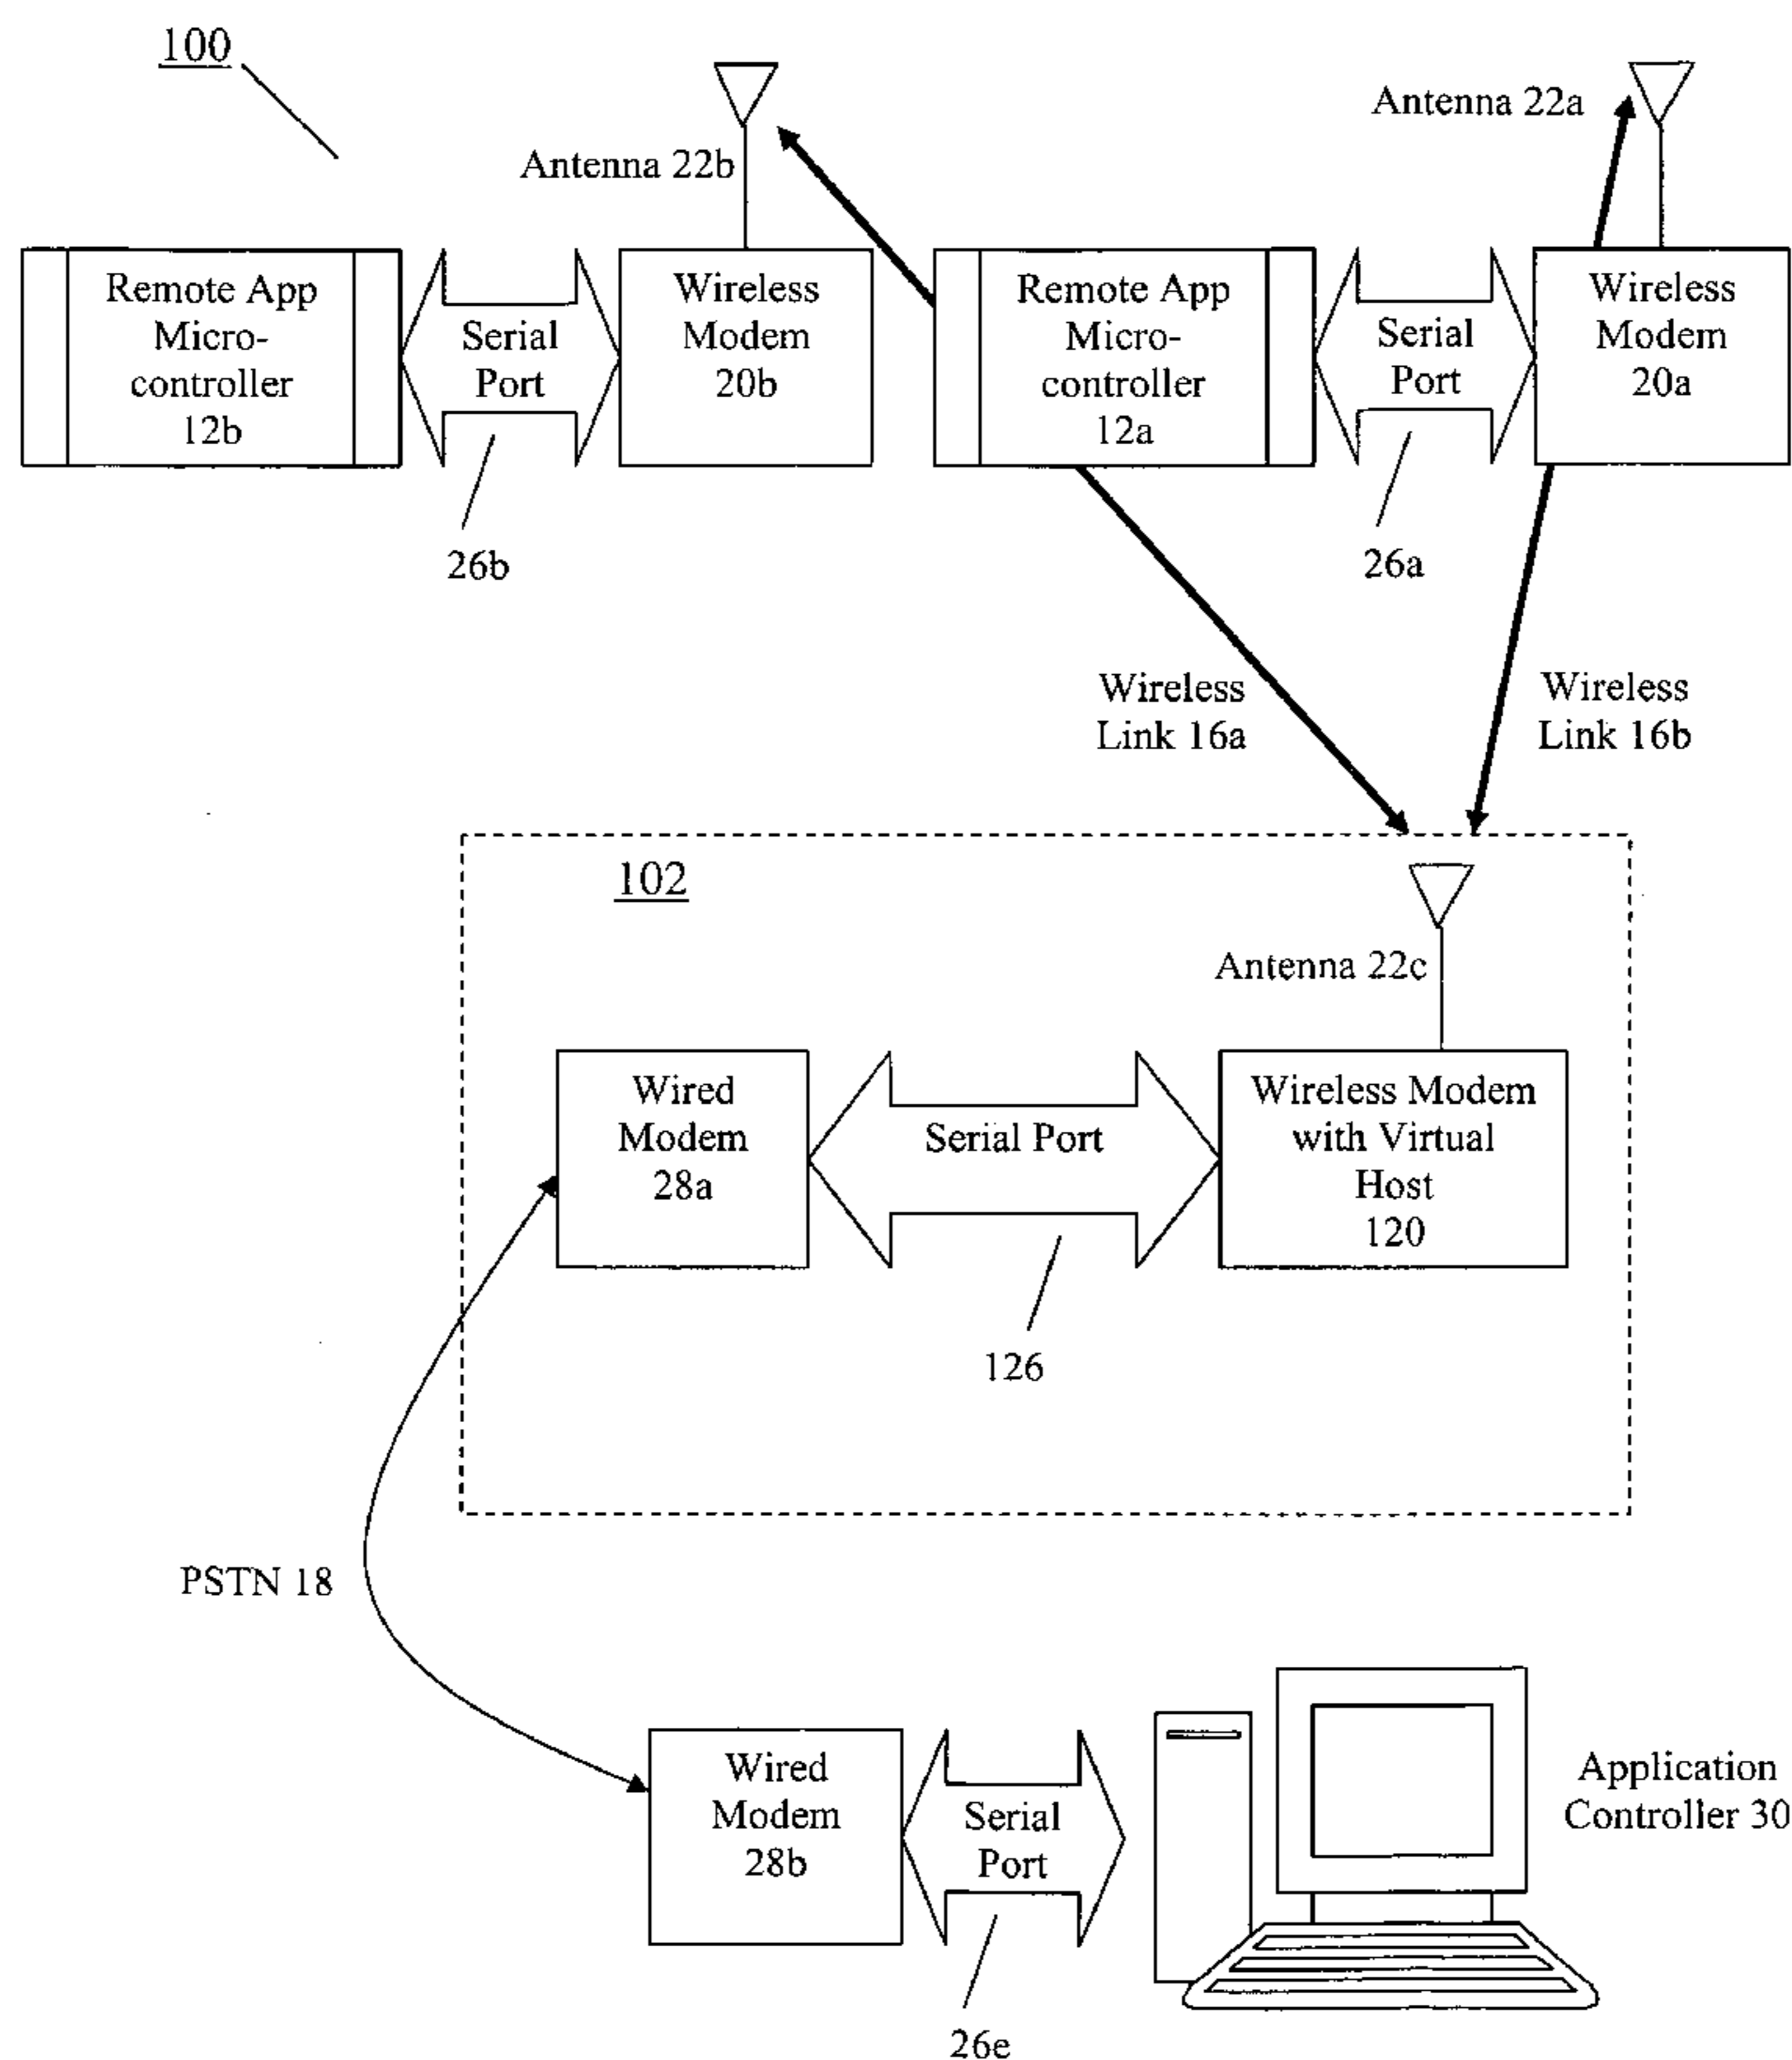 100
Antenna 22b
Antenna 22a
Remote App
Micro-
controller
12b
Serial
Port
Wireless
Modem
20b
Remote App
Micro-
controller
12a
Serial
Port
Wireless
Modem
20a
26b
26a
Wireless
Link 16a
Wireless
Link 16b
102
Antenna 22c
Wired
Modem
28a
Serial Port
Wireless Modem
with Virtual
Host
120
126
PSTN 18
Wired
Modem
28b
Serial
Port
Application
Controller 30
26e